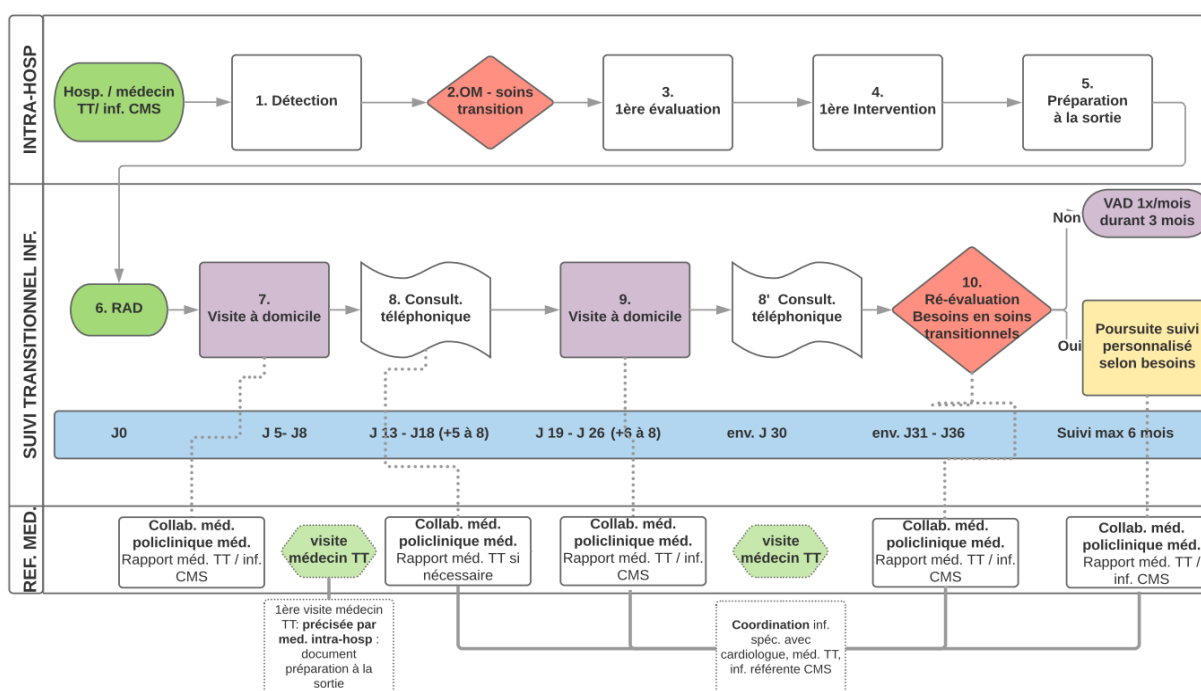 INTRA-HOSP
Hosp. / médecin
TT/ inf. CMS
1. Détection
2.OM - soins
transition
3.
1ère évaluation
4.
1ère Intervention
5.
Préparation
à la sortie
SUIVI TRANSITIONNEL INF.
VAD 1x/mois
durant 3 mois
Non
6. RAD
7.
Visite à domicile
8. Consult.
téléphonique
9.
Visite à domicile
8' Consult.
téléphonique
10.
Ré-évaluation
Besoins en soins
transitionnels
Oui
Poursuite suivi
personnalisé
selon besoins
J0
J 5- J8
J 13 - J18 (+5 à 8)
J 19 - J 26 (+6 à 8)
env. J 30
env. J31 - J36
Suivi max 6 mois
REF. MED.
Collab. méd.
policlinique méd.
Rapport méd. TT / inf.
CMS
visite
médecin TT
Collab. méd.
policlinique méd.
Rapport méd. TT si
nécessaire
Collab. méd.
policlinique méd.
Rapport méd. TT / inf.
CMS
visite
médecin TT
Collab. méd.
policlinique méd.
Rapport méd. TT / inf.
CMS
Collab. méd.
policlinique méd.
Rapport méd. TT /
inf. CMS
1ère visite médecin
TT: précisée par
med. intra-hosp :
document
préparation à la
sortie
Coordination inf.
spéc. avec
cardiologue, méd. TT,
inf. référente CMS